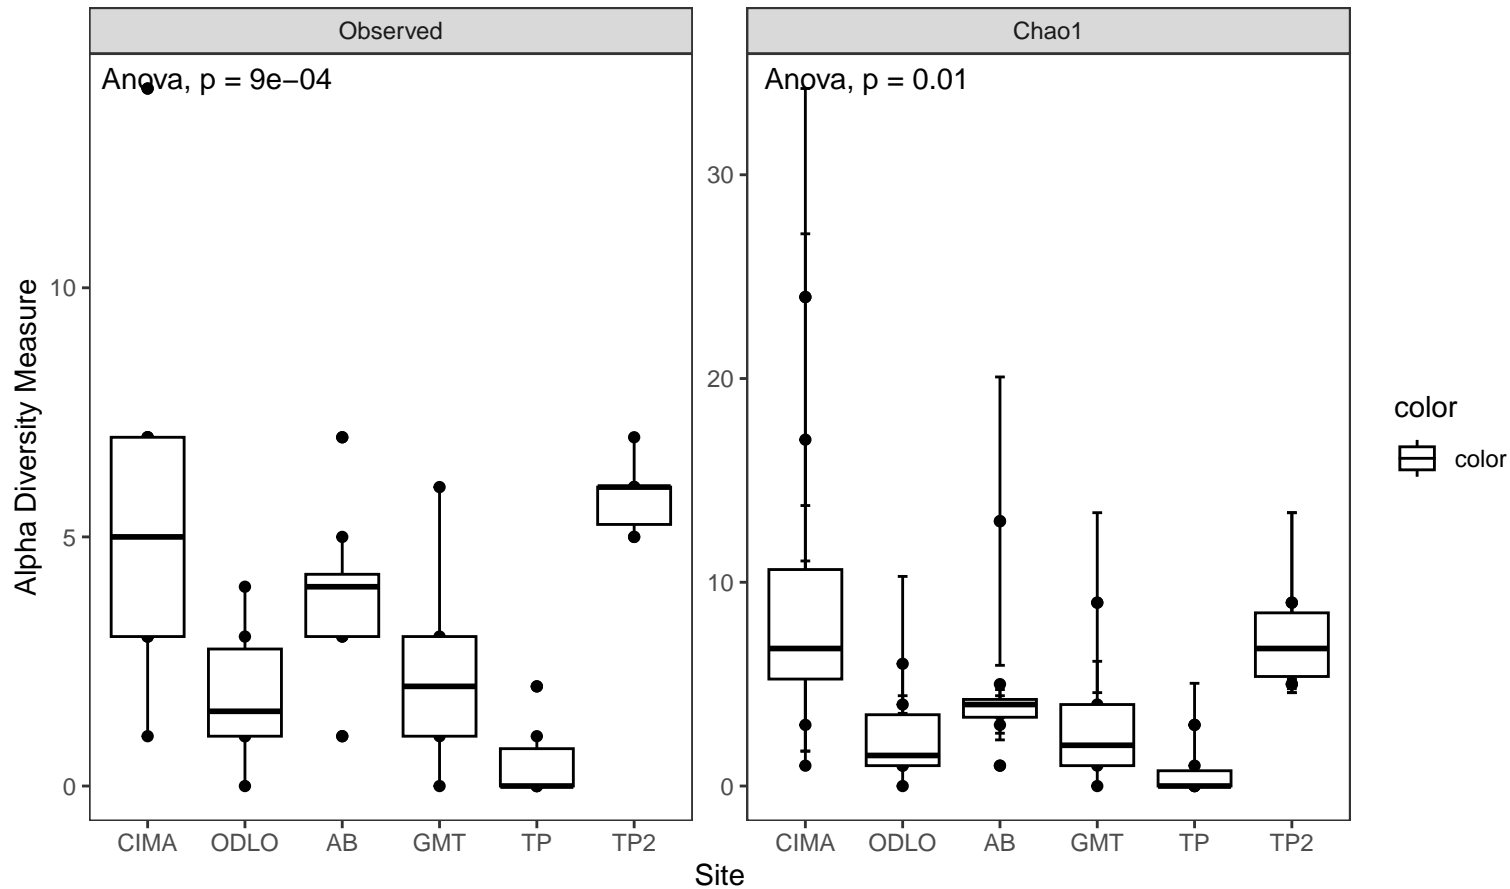 Observed
Chao1
Anova, p = 9e−04
Anova, p = 0.01
Alpha Diversity Measure
10
5
0
30
20
10
0
CIMA ODLO AB GMT TP TP2
CIMA ODLO AB GMT TP TP2
Site
color
color